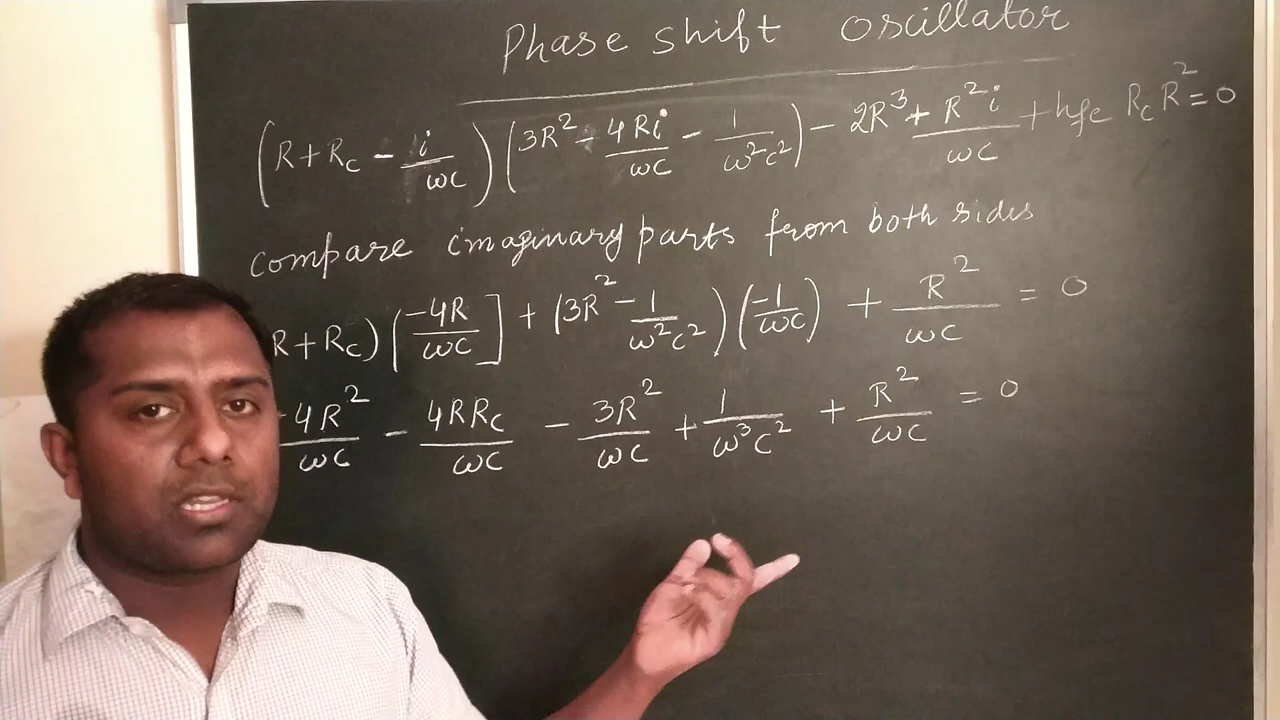 Phase shift oscillator
(R+R_C - i/ωC)(3R² - 4Ri/ωC - 1/ω²C²) - 2R³ + R²i/ωC + hfe R_C R² = 0
compare imaginary parts from both sides
R+R_C)(-4R/ωC] + (3R² - 1/ω²C²)(-1/ωC) + R²/ωC = 0
-4R²/ωC - 4RR_C/ωC - 3R²/ωC + 1/ω³C² + R²/ωC = 0